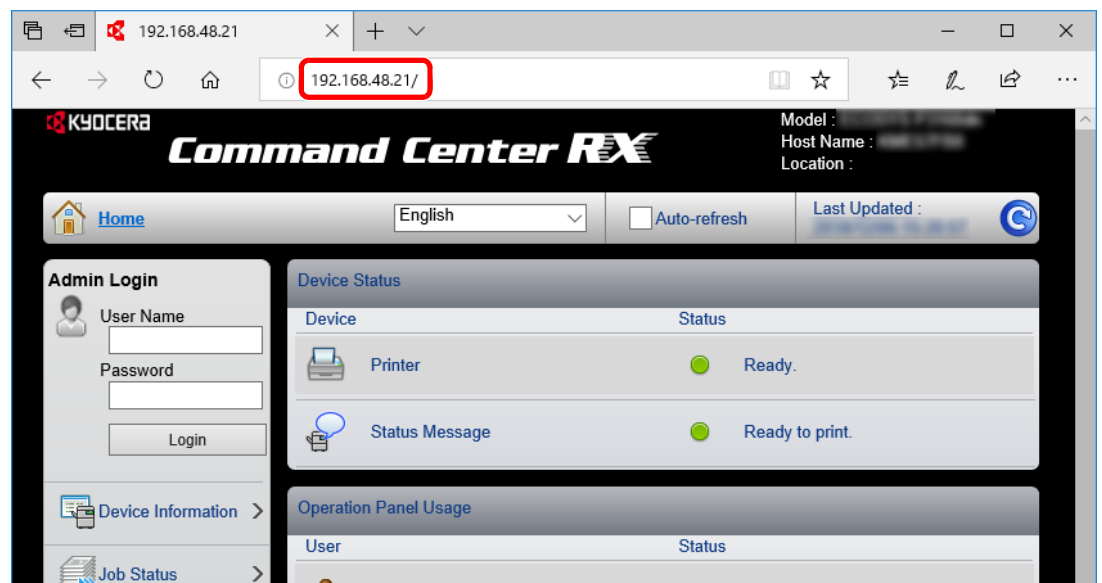 192.168.48.21
192.168.48.21/
KYOCERA
Command Center RX
Model :
Host Name :
Location :
Home
English
Auto-refresh
Last Updated :
Admin Login
User Name
Password
Login
Device Information
Job Status
Device Status
Device Status
Printer Ready.
Status Message Ready to print.
Operation Panel Usage
User Status